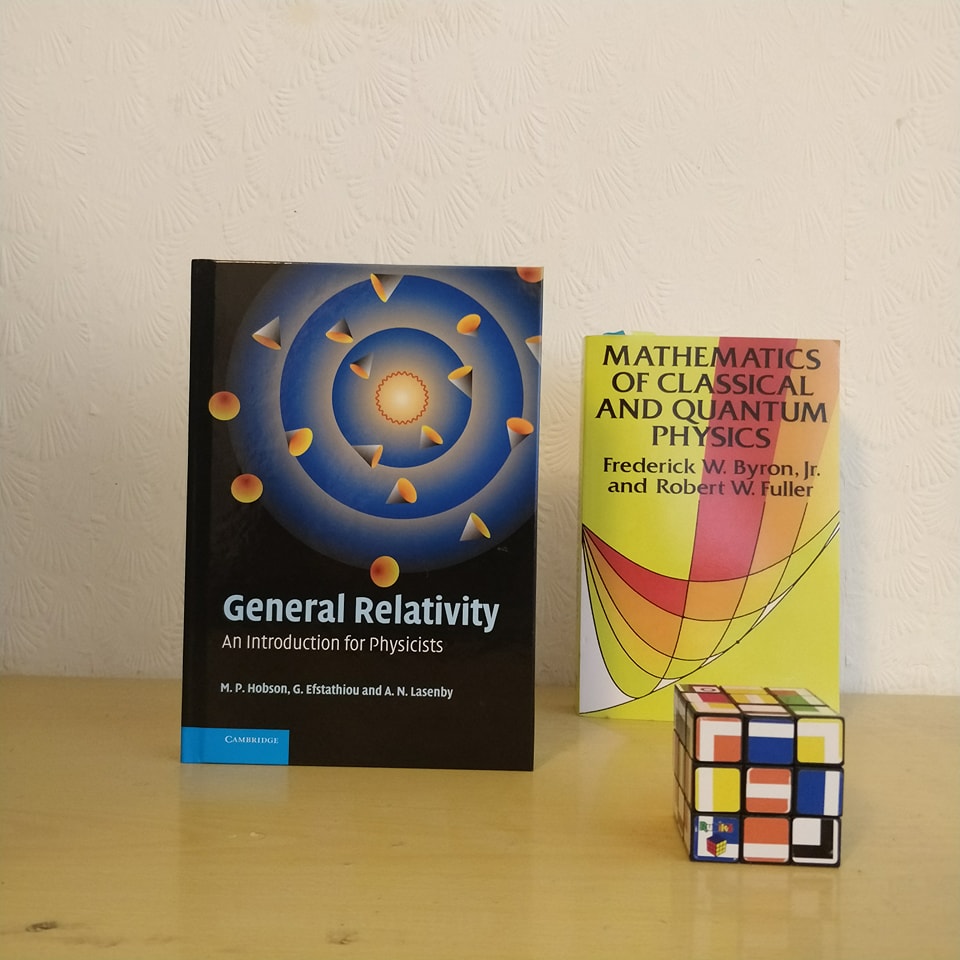 General Relativity
An Introduction for Physicists
M. P. Hobson, G. Efstathiou and A. N. Lasenby
CAMBRIDGE
MATHEMATICS
OF CLASSICAL
AND QUANTUM
PHYSICS
Frederick W. Byron, Jr.
and Robert W. Fuller
Rubik's